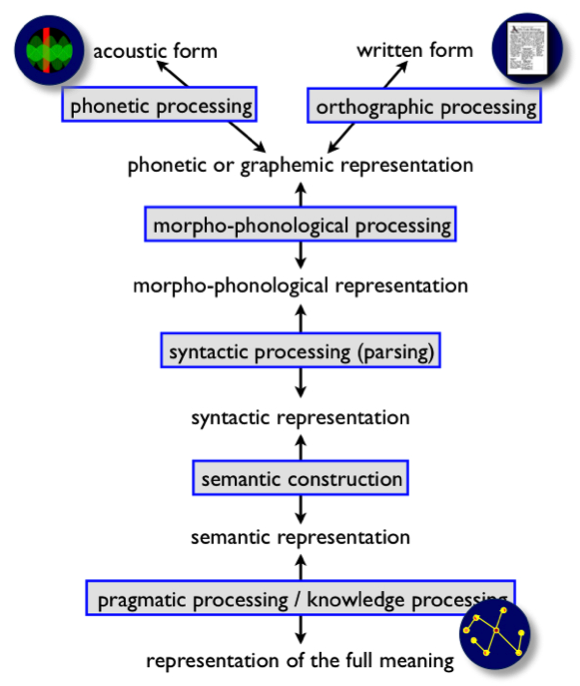 acoustic form
written form
phonetic processing
orthographic processing
phonetic or graphemic representation
morpho-phonological processing
morpho-phonological representation
syntactic processing (parsing)
syntactic representation
semantic construction
semantic representation
pragmatic processing / knowledge processing
representation of the full meaning